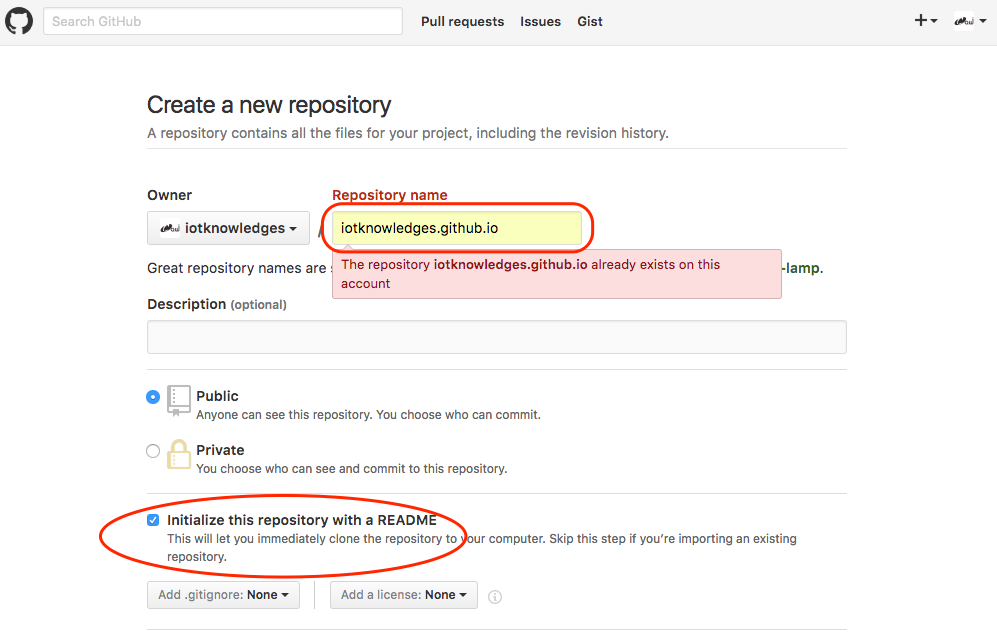 Search GitHub Pull requests Issues Gist
Create a new repository
A repository contains all the files for your project, including the revision history.
Owner Repository name
iotknowledges / iotknowledges.github.io
Great repository names are -lamp.
The repository iotknowledges.github.io already exists on this
account
Description (optional)
Public
Anyone can see this repository. You choose who can commit.
Private
You choose who can see and commit to this repository.
Initialize this repository with a README
This will let you immediately clone the repository to your computer. Skip this step if you’re importing an existing
repository.
Add .gitignore: None Add a license: None